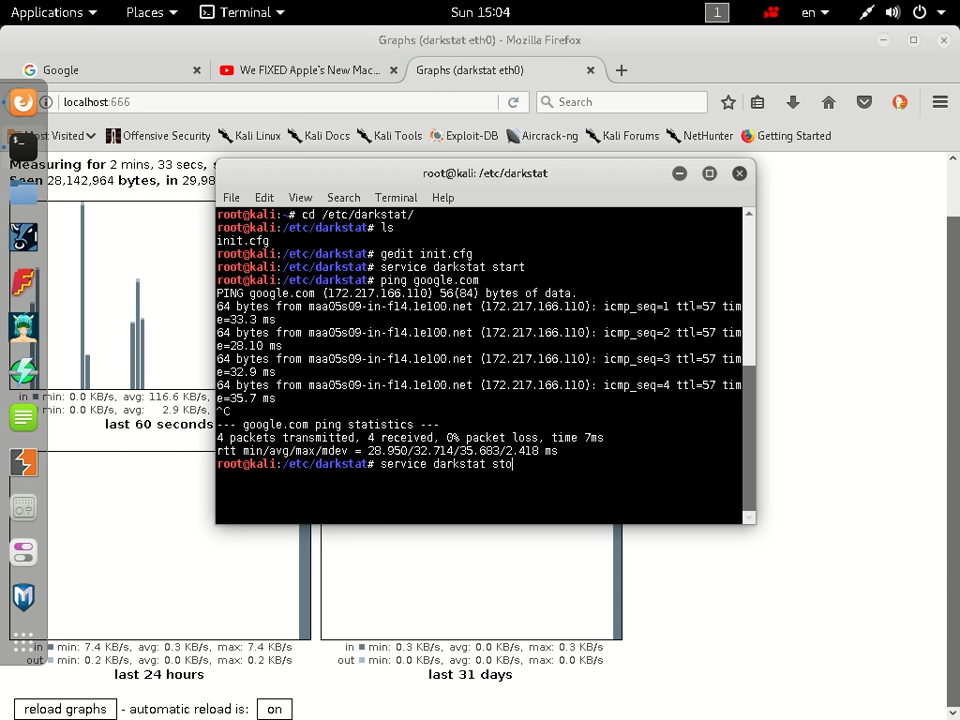 Applications Places Terminal Sun 15:04 1 en
Graphs (darkstat eth0) - Mozilla Firefox
Google We FIXED Apple's New Mac... Graphs (darkstat eth0)
localhost:666 Search
Most Visited Offensive Security Kali Linux Kali Docs Kali Tools Exploit-DB Aircrack-ng Kali Forums NetHunter Getting Started
Measuring for 2 mins, 33 secs,
Seen 28,142,964 bytes, in 29,98
root@kali: /etc/darkstat
File Edit View Search Terminal Help
root@kali:~# cd /etc/darkstat/
root@kali:/etc/darkstat# ls
init.cfg
root@kali:/etc/darkstat# gedit init.cfg
root@kali:/etc/darkstat# service darkstat start
root@kali:/etc/darkstat# ping google.com
PING google.com (172.217.166.110) 56(84) bytes of data.
64 bytes from maa05s09-in-f14.1e100.net (172.217.166.110): icmp_seq=1 ttl=57 tim
e=33.3 ms
64 bytes from maa05s09-in-f14.1e100.net (172.217.166.110): icmp_seq=2 ttl=57 tim
e=28.10 ms
64 bytes from maa05s09-in-f14.1e100.net (172.217.166.110): icmp_seq=3 ttl=57 tim
e=32.9 ms
64 bytes from maa05s09-in-f14.1e100.net (172.217.166.110): icmp_seq=4 ttl=57 tim
e=35.7 ms
^C
--- google.com ping statistics ---
4 packets transmitted, 4 received, 0% packet loss, time 7ms
rtt min/avg/max/mdev = 28.950/32.714/35.683/2.418 ms
root@kali:/etc/darkstat# service darkstat sto
in min: 0.0 KB/s, avg: 116.6 KB/s
min: 0.0 KB/s, avg: 2.9 KB/s
last 60 seconds
in min: 7.4 KB/s, avg: 0.3 KB/s, max: 7.4 KB/s
out min: 0.2 KB/s, avg: 0.0 KB/s, max: 0.2 KB/s
last 24 hours
in min: 0.3 KB/s, avg: 0.0 KB/s, max: 0.3 KB/s
out min: 0.0 KB/s, avg: 0.0 KB/s, max: 0.0 KB/s
last 31 days
reload graphs - automatic reload is: on